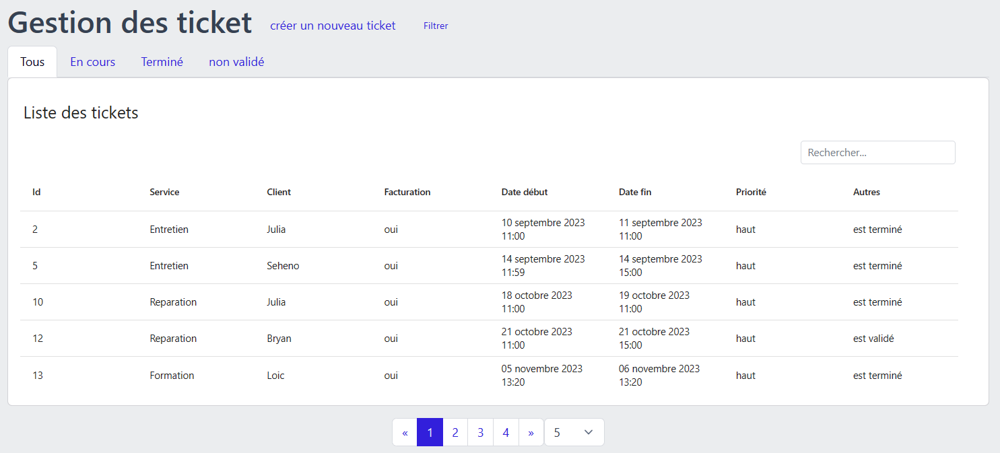 Gestion des ticket créer un nouveau ticket Filtrer
Tous En cours Terminé non validé
Liste des tickets
Rechercher...
Id Service Client Facturation Date début Date fin Priorité Autres
2 Entretien Julia oui 10 septembre 2023 11:00 11 septembre 2023 11:00 haut est terminé
5 Entretien Seheno oui 14 septembre 2023 11:59 14 septembre 2023 15:00 haut est terminé
10 Reparation Julia oui 18 octobre 2023 11:00 19 octobre 2023 11:00 haut est terminé
12 Reparation Bryan oui 21 octobre 2023 11:00 21 octobre 2023 15:00 haut est validé
13 Formation Loic oui 05 novembre 2023 13:20 06 novembre 2023 13:20 haut est terminé
« 1 2 3 4 » 5